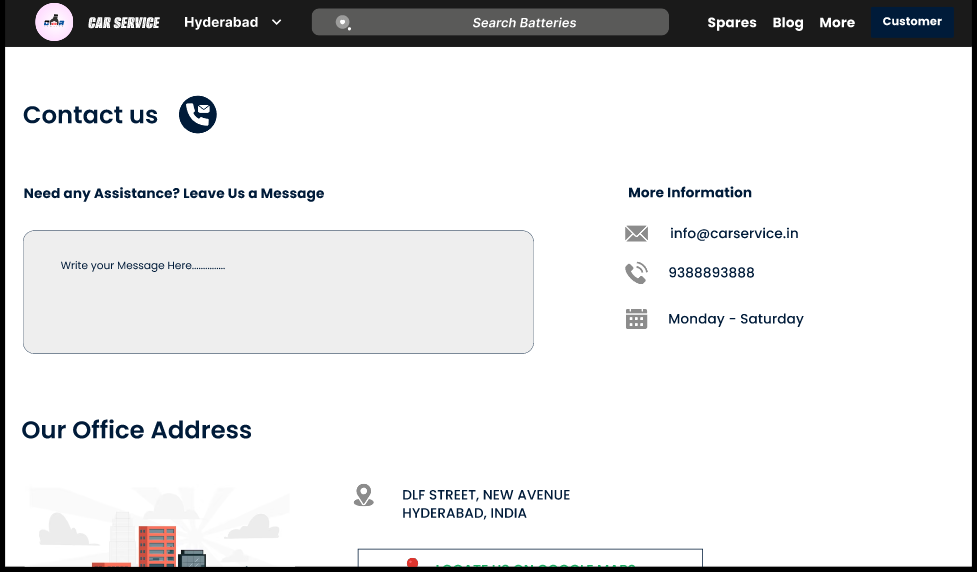 CAR SERVICE Hyderabad Search Batteries Spares Blog More Customer
Contact us
Need any Assistance? Leave Us a Message
Write your Message Here..............
More Information
info@carservice.in
9388893888
Monday - Saturday
Our Office Address
DLF STREET, NEW AVENUE
HYDERABAD, INDIA